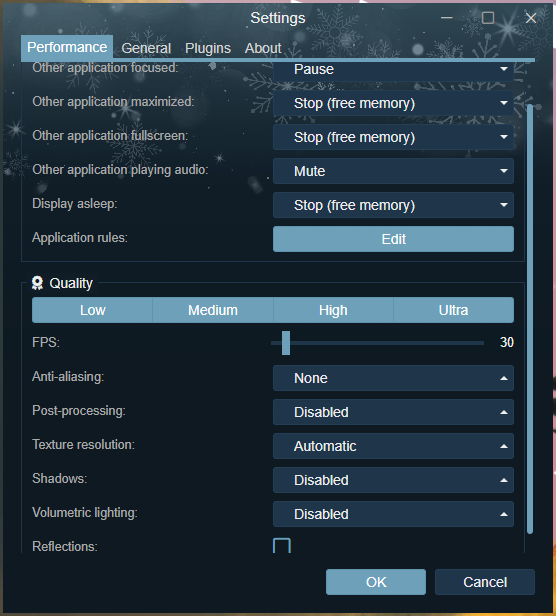 Settings
Performance General Plugins About
Other application focused: Pause
Other application maximized: Stop (free memory)
Other application fullscreen: Stop (free memory)
Other application playing audio: Mute
Display asleep: Stop (free memory)
Application rules: Edit
Quality
Low Medium High Ultra
FPS: 30
Anti-aliasing: None
Post-processing: Disabled
Texture resolution: Automatic
Shadows: Disabled
Volumetric lighting: Disabled
Reflections:
OK Cancel